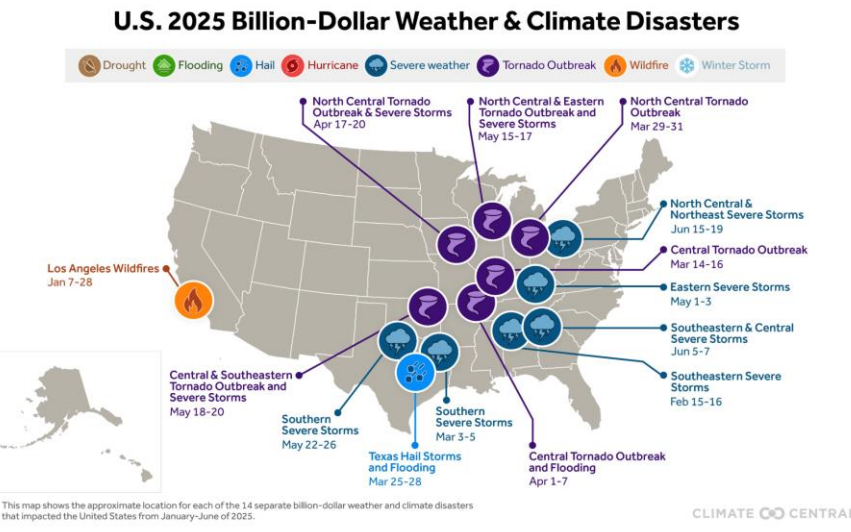 U.S. 2025 Billion-Dollar Weather & Climate Disasters
Drought Flooding Hail Hurricane Severe weather Tornado Outbreak Wildfire Winter Storm
North Central Tornado
Outbreak & Severe Storms
Apr 17-20
North Central & Eastern
Tornado Outbreak and
Severe Storms
May 15-17
North Central Tornado
Outbreak
Mar 29-31
North Central &
Northeast Severe Storms
Jun 15-19
Central Tornado Outbreak
Mar 14-16
Los Angeles Wildfires
Jan 7-28
Eastern Severe Storms
May 1-3
Southeastern & Central
Severe Storms
Jun 5-7
Southeastern Severe
Storms
Feb 15-16
Central & Southeastern
Tornado Outbreak and
Severe Storms
May 18-20
Southern
Severe Storms
May 22-26
Southern
Severe Storms
Mar 3-5
Texas Hail Storms
and Flooding
Mar 25-28
Central Tornado Outbreak
and Flooding
Apr 1-7
This map shows the approximate location for each of the 14 separate billion-dollar weather and climate disasters
that impacted the United States from January-June of 2025.
CLIMATE CENTRAL